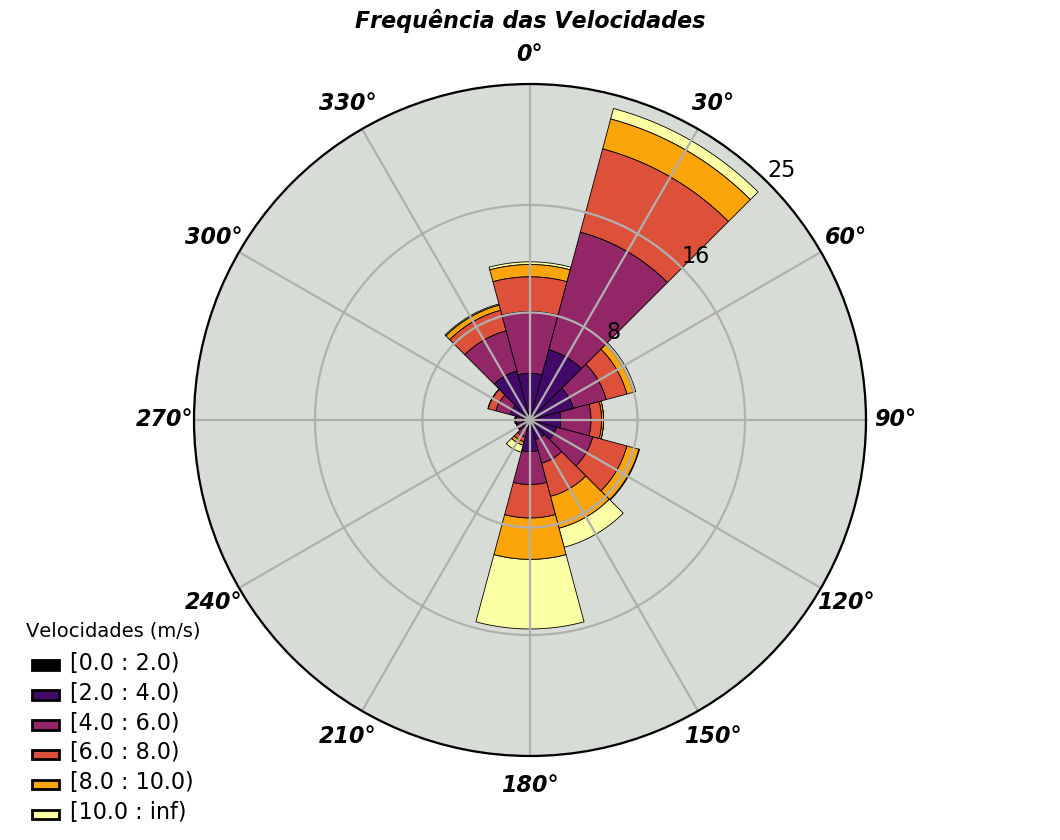 Frequência das Velocidades
0°
330°
30°
25
300°
60°
16
8
270°
90°
240°
120°
210°
150°
180°
Velocidades (m/s)
[0.0 : 2.0)
[2.0 : 4.0)
[4.0 : 6.0)
[6.0 : 8.0)
[8.0 : 10.0)
[10.0 : inf)